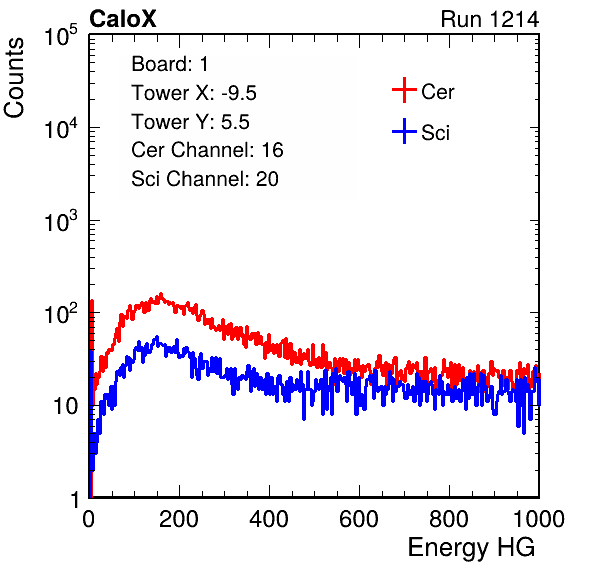 CaloX Run 1214
Counts
Board: 1
Tower X: -9.5
Tower Y: 5.5
Cer Channel: 16
Sci Channel: 20
Cer
Sci
10^5
10^4
10^3
10^2
10
1
0 200 400 600 800 1000
Energy HG